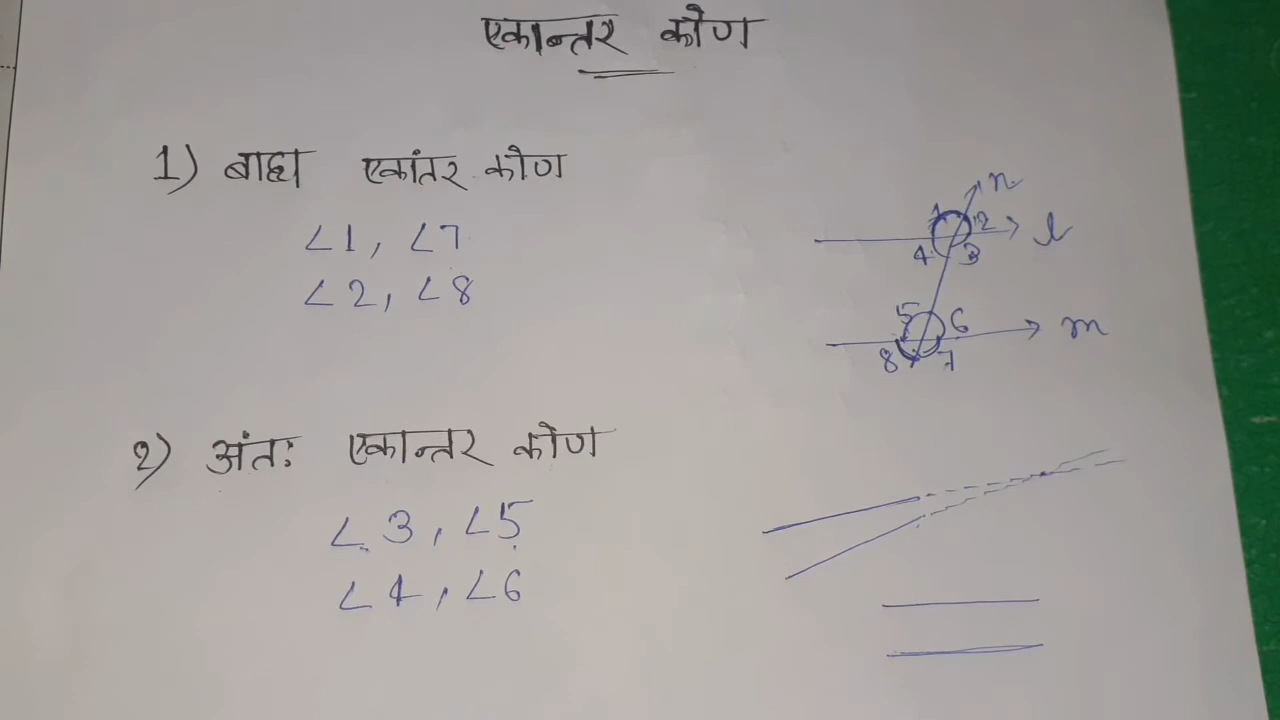 एकान्तर कोण
1) बाह्य एकांतर कोण
∠1, ∠7
∠2, ∠8
n
1 2 l
4 3
5 6
m
8 7
२) अंतः एकान्तर कोण
∠3, ∠5
∠4, ∠6